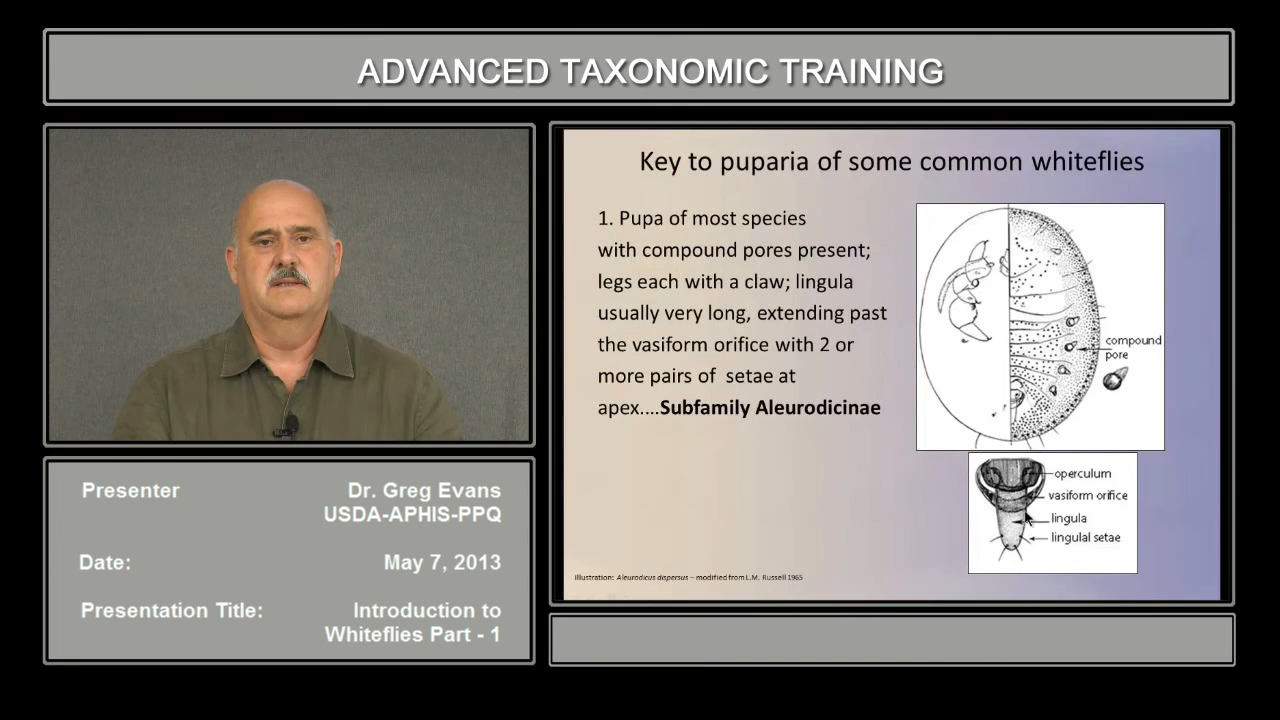 ADVANCED TAXONOMIC TRAINING
Key to puparia of some common whiteflies
1. Pupa of most species
with compound pores present;
legs each with a claw; lingula
usually very long, extending past
the vasiform orifice with 2 or
more pairs of setae at
apex....Subfamily Aleurodicinae
compound
pore
operculum
vasiform orifice
lingula
lingulal setae
Illustration: Aleurodicus dispersus – modified from L.M. Russell 1965
Presenter Dr. Greg Evans
USDA-APHIS-PPQ
Date: May 7, 2013
Presentation Title: Introduction to
Whiteflies Part - 1